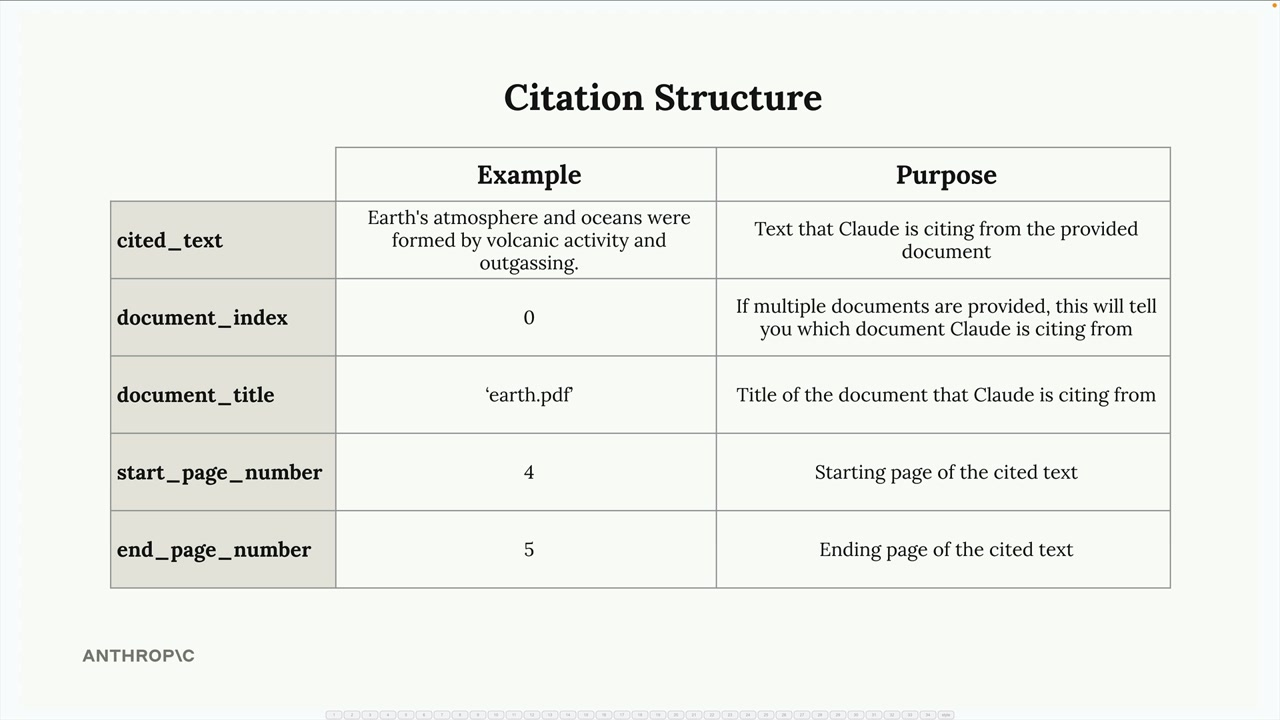 Citation Structure
Example
Purpose
cited_text
Earth's atmosphere and oceans were
formed by volcanic activity and
outgassing.
Text that Claude is citing from the provided
document
document_index
0
If multiple documents are provided, this will tell
you which document Claude is citing from
document_title
‘earth.pdf’
Title of the document that Claude is citing from
start_page_number
4
Starting page of the cited text
end_page_number
5
Ending page of the cited text
ANTHROP\C